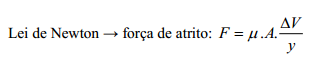 Lei de Newton → força de atrito: F = μ.A.ΔV/y